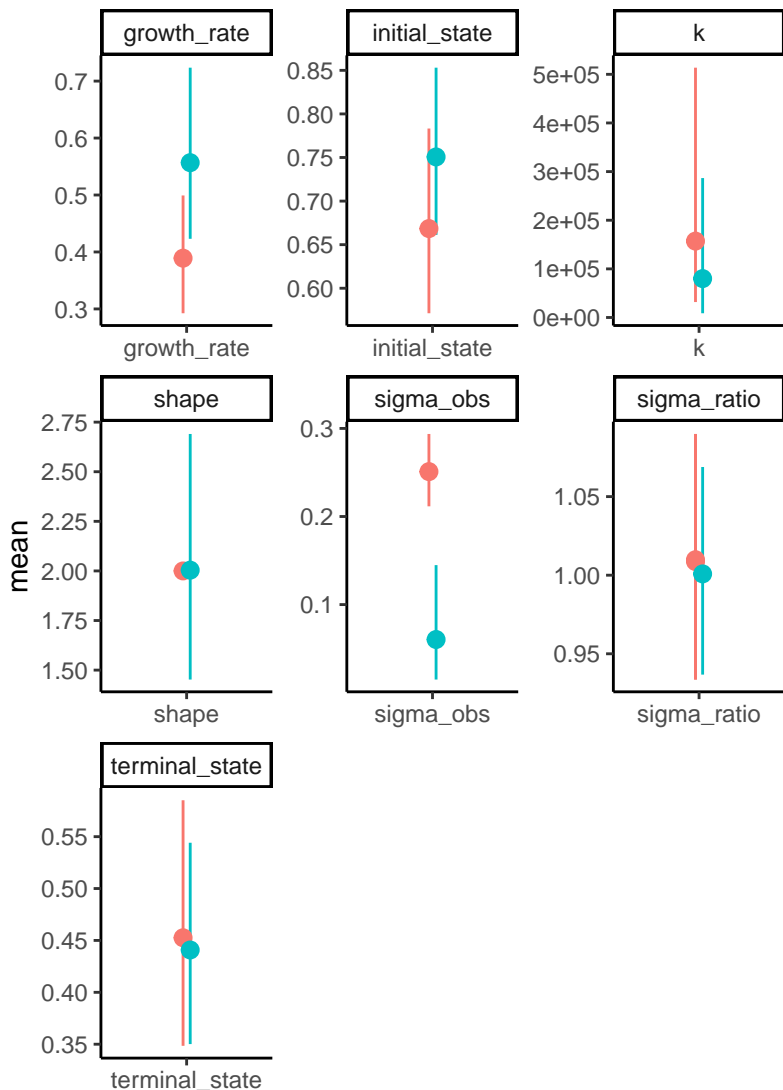 growth_rate
initial_state
k
0.7
0.6
0.5
0.4
0.3
0.85
0.80
0.75
0.70
0.65
0.60
5e+05
4e+05
3e+05
2e+05
1e+05
0e+00
growth_rate
initial_state
k
shape
sigma_obs
sigma_ratio
mean
2.75
2.50
2.25
2.00
1.75
1.50
0.3
0.2
0.1
1.05
1.00
0.95
shape
sigma_obs
sigma_ratio
terminal_state
0.55
0.50
0.45
0.40
0.35
terminal_state